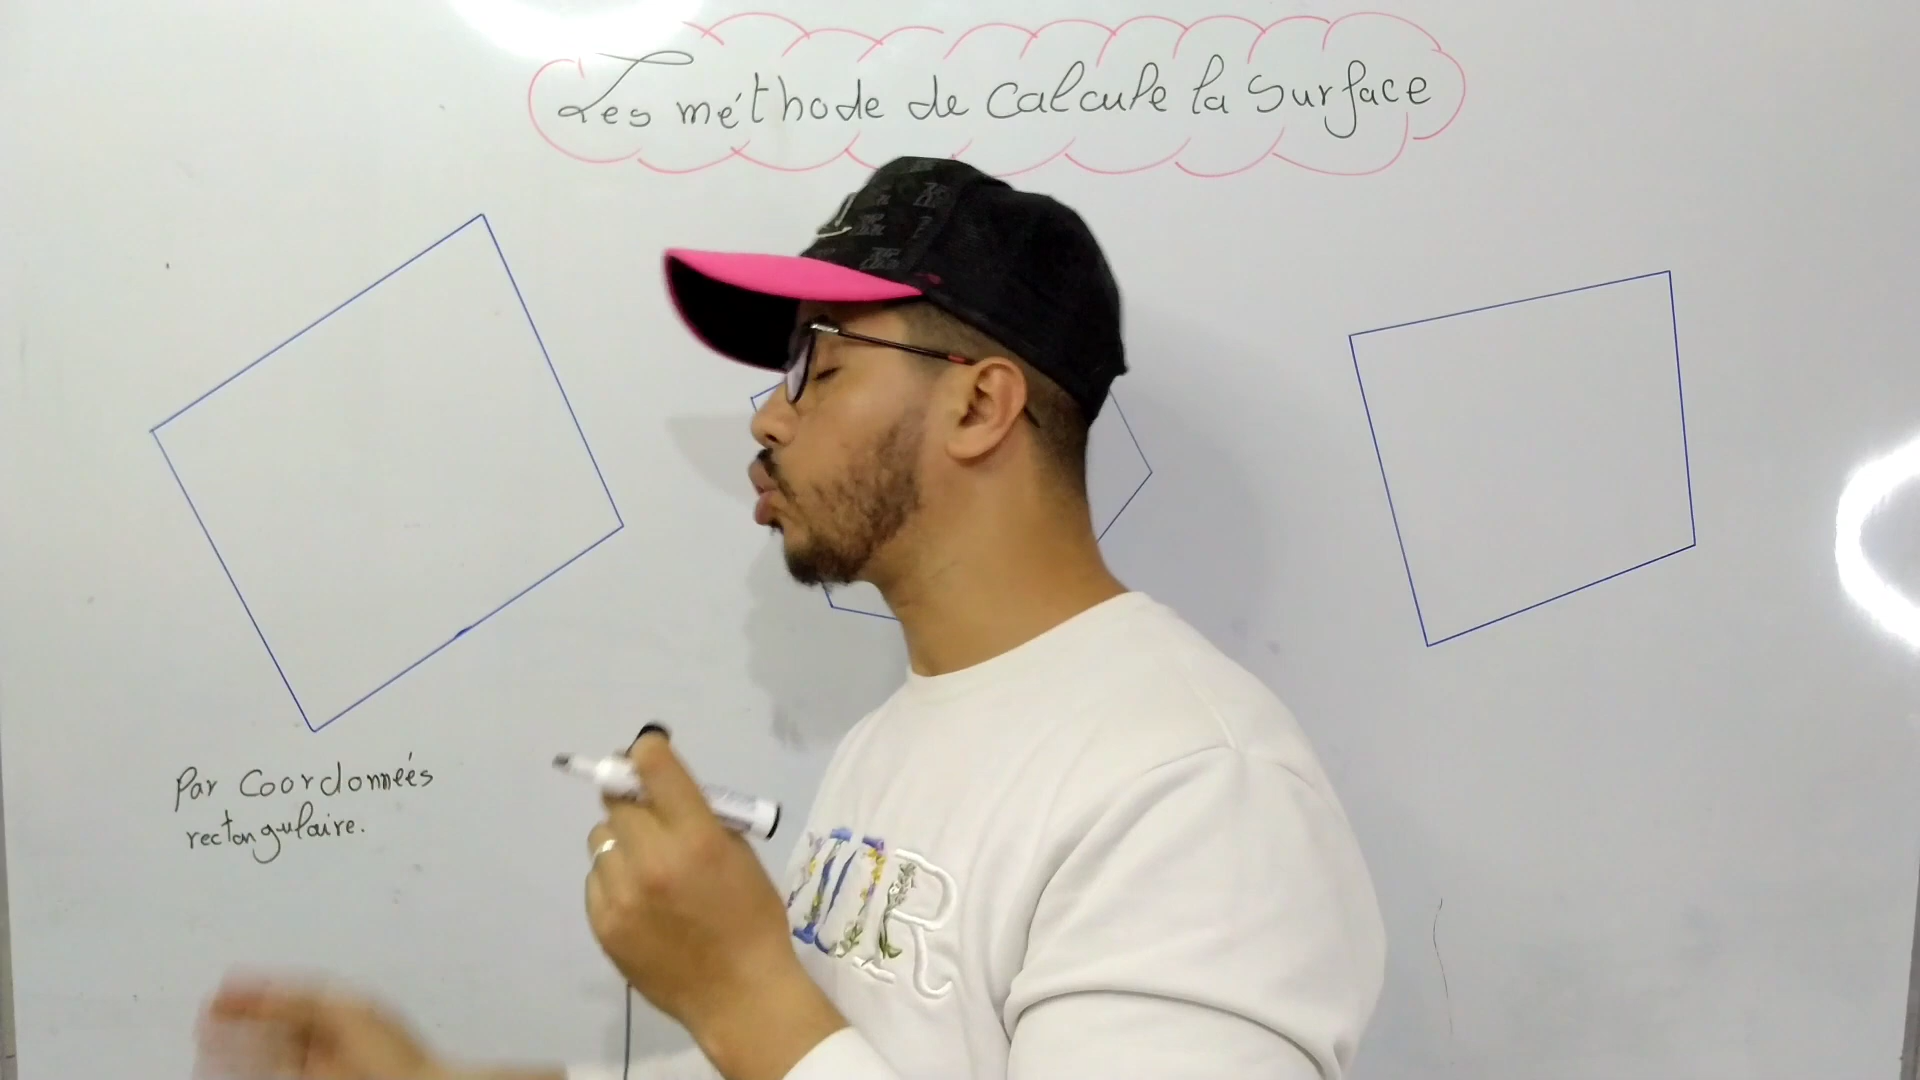 Les méthode de calcule la surface
Par Coordonnées
rectangulaire.